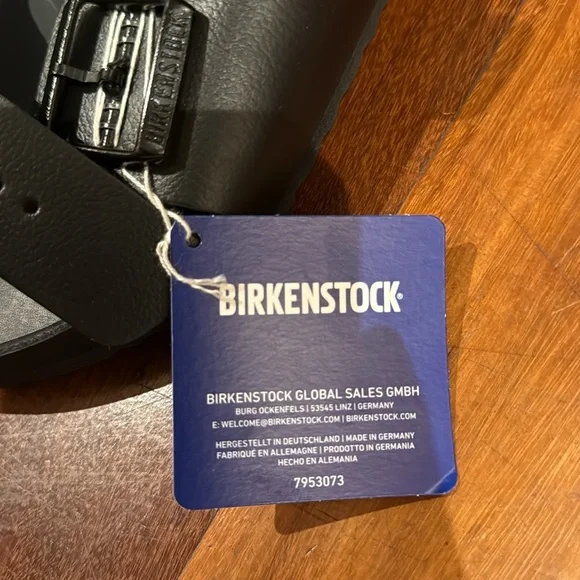 BIRKENSTOCK
BIRKENSTOCK®
BIRKENSTOCK GLOBAL SALES GMBH
BURG OCKENFELS | 53545 LINZ | GERMANY
E: WELCOME@BIRKENSTOCK.COM | BIRKENSTOCK.COM
HERGESTELLT IN DEUTSCHLAND | MADE IN GERMANY
FABRIQUÉ EN ALLEMAGNE | PRODOTTO IN GERMANIA
HECHO EN ALEMANIA
7953073